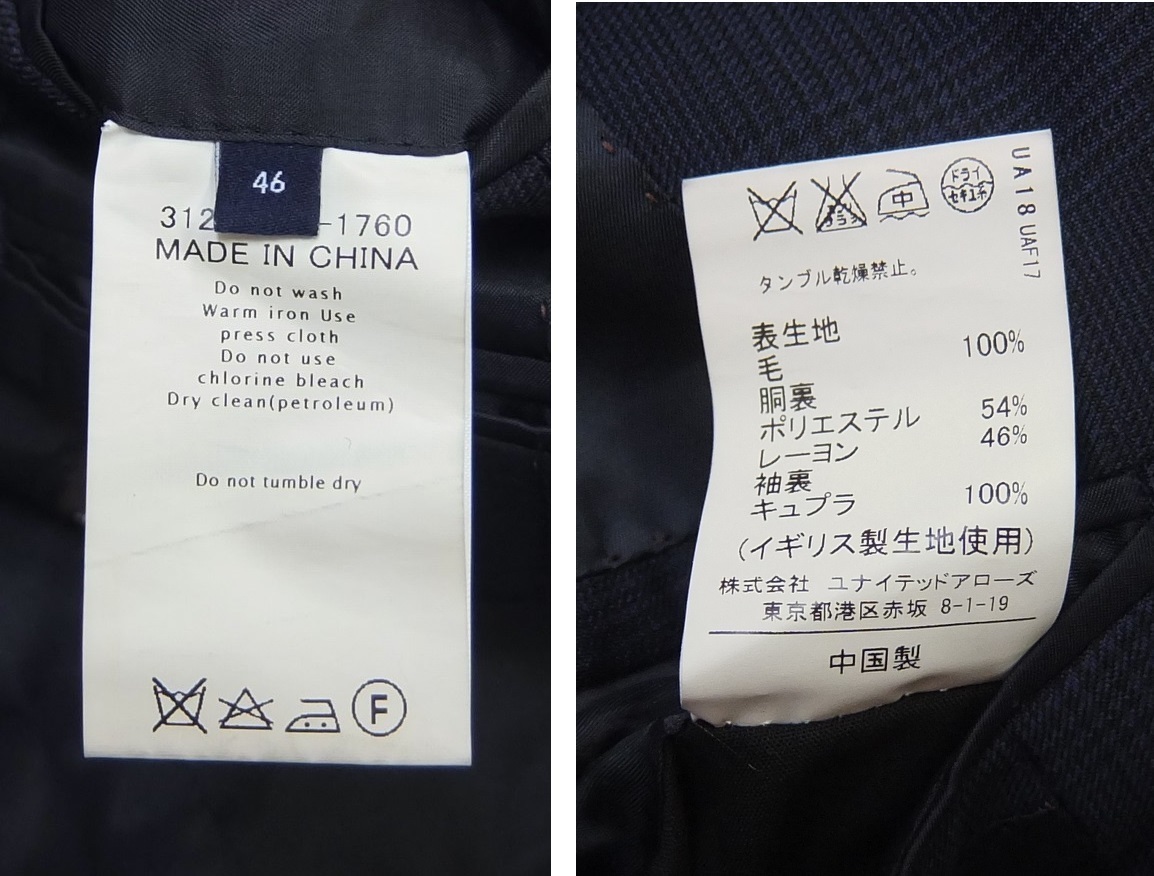 46
312 -1760
MADE IN CHINA
Do not wash
Warm iron Use
press cloth
Do not use
chlorine bleach
Dry clean(petroleum)
Do not tumble dry
F
中
ドライ
セキユ系
UA18 UAF17
タンブル乾燥禁止。
表生地
毛 100%
胴裏
ポリエステル 54%
レーヨン 46%
袖裏
キュプラ 100%
(イギリス製生地使用)
株式会社 ユナイテッドアローズ
東京都港区赤坂 8-1-19
中国製